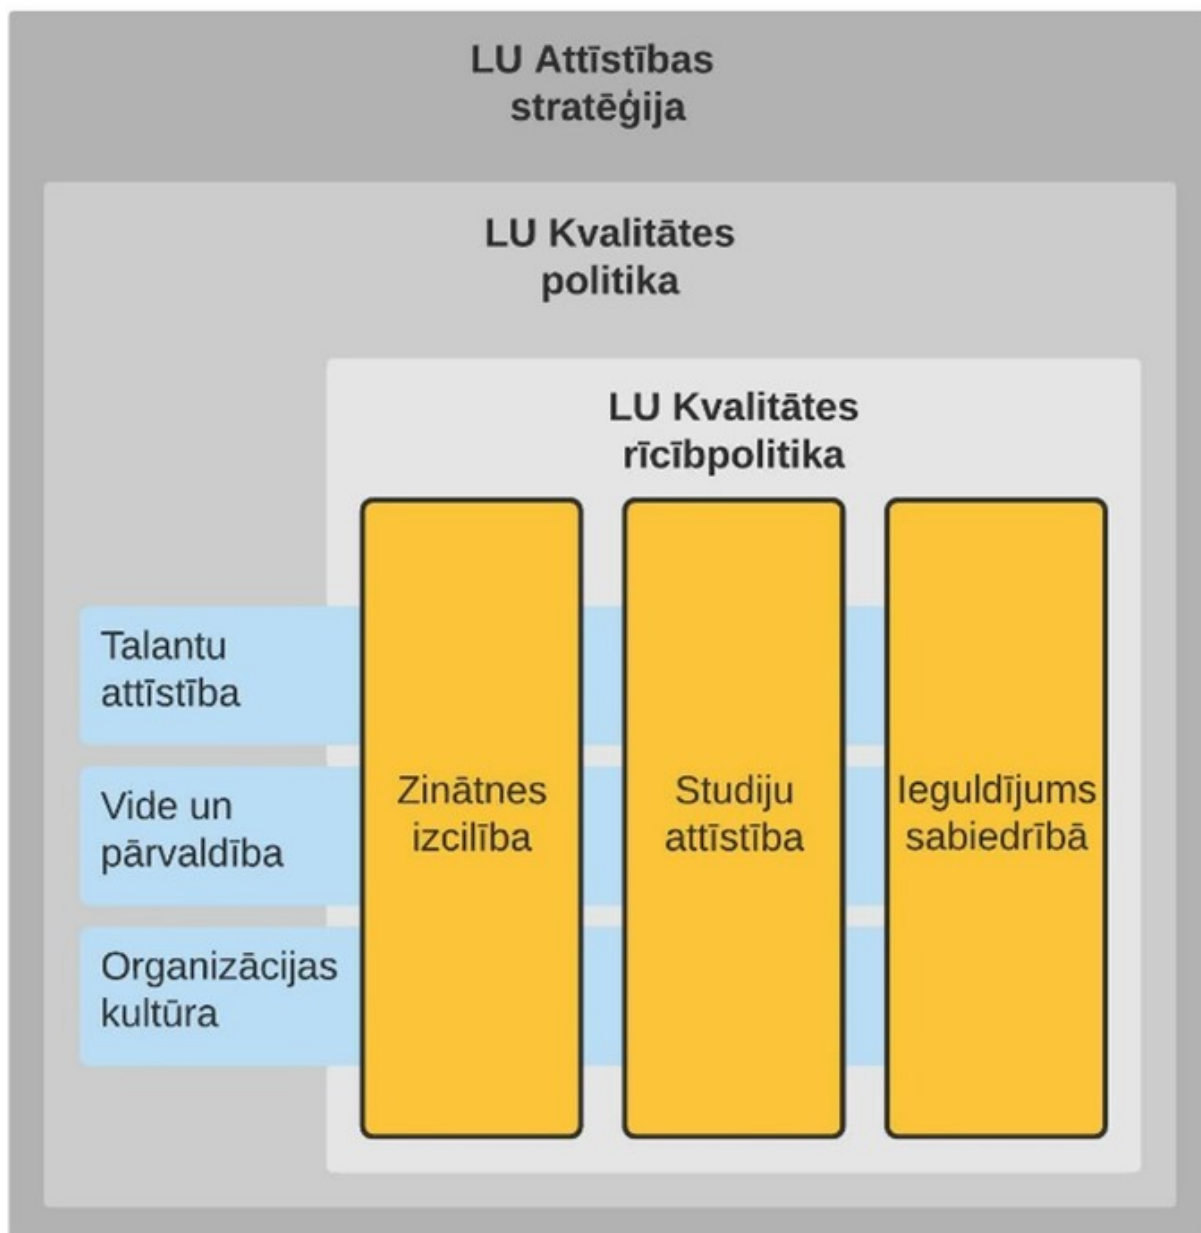 LU Attīstības
stratēģija
LU Kvalitātes
politika
LU Kvalitātes
rīcībpolitika
Talantu
attīstība
Vide un
pārvaldība
Organizācijas
kultūra
Zinātnes
izcilība
Studiju
attīstība
Ieguldījums
sabiedrībā